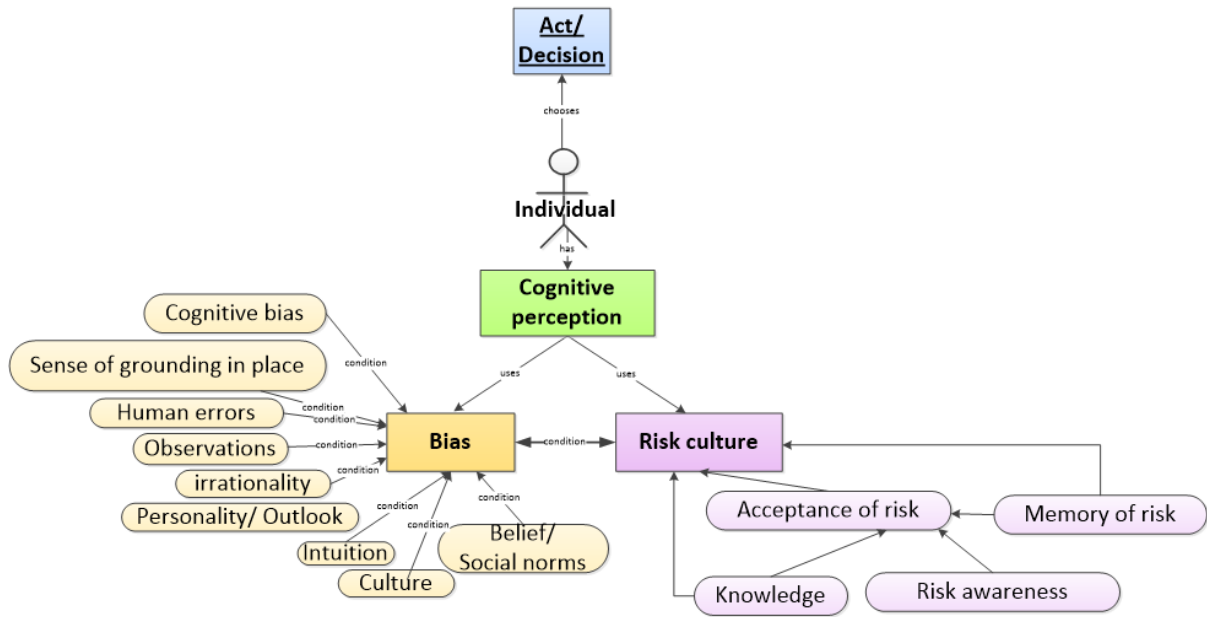 Act/
Decision
chooses
Individual
has
Cognitive
perception
Cognitive bias
condition
uses
uses
Sense of grounding in place
condition
Human errors
condition
Observations
condition
Bias
condition
Risk culture
irrationality
condition
Personality/ Outlook
condition
condition
condition
Intuition
Culture
Belief/
Social norms
Acceptance of risk
Memory of risk
Knowledge
Risk awareness